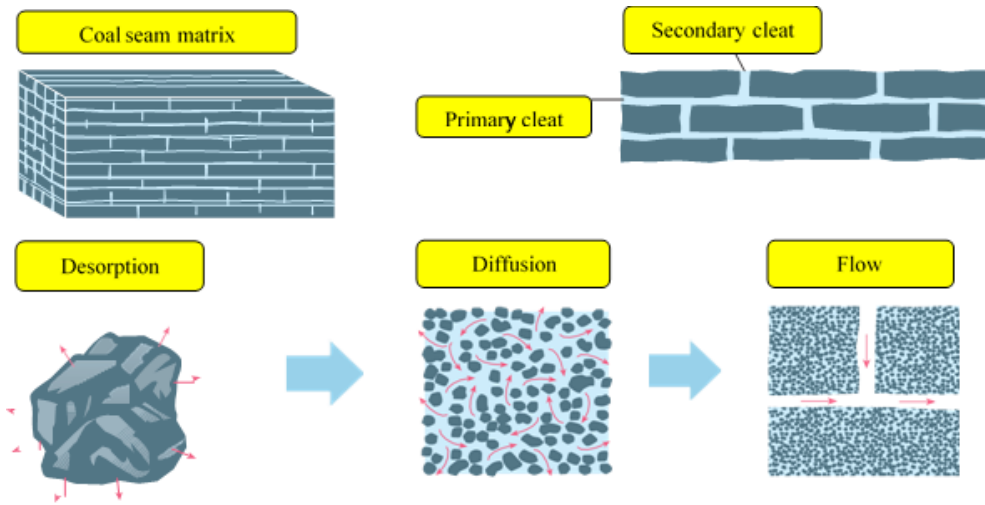 Coal seam matrix
Secondary cleat
Primary cleat
Desorption
Diffusion
Flow